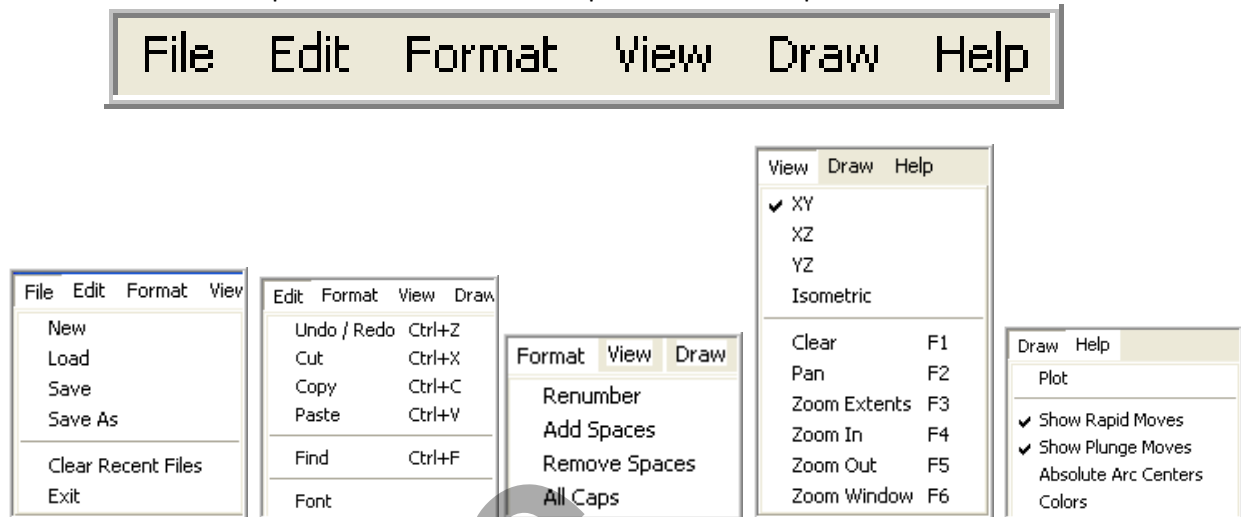 File Edit Format View Draw Help
File Edit Format View
New
Load
Save
Save As
Clear Recent Files
Exit
Edit Format View Draw
Undo / Redo Ctrl+Z
Cut Ctrl+X
Copy Ctrl+C
Paste Ctrl+V
Find Ctrl+F
Font
Format View Draw
Renumber
Add Spaces
Remove Spaces
All Caps
View Draw Help
XY
XZ
YZ
Isometric
Clear F1
Pan F2
Zoom Extents F3
Zoom In F4
Zoom Out F5
Zoom Window F6
Draw Help
Plot
Show Rapid Moves
Show Plunge Moves
Absolute Arc Centers
Colors